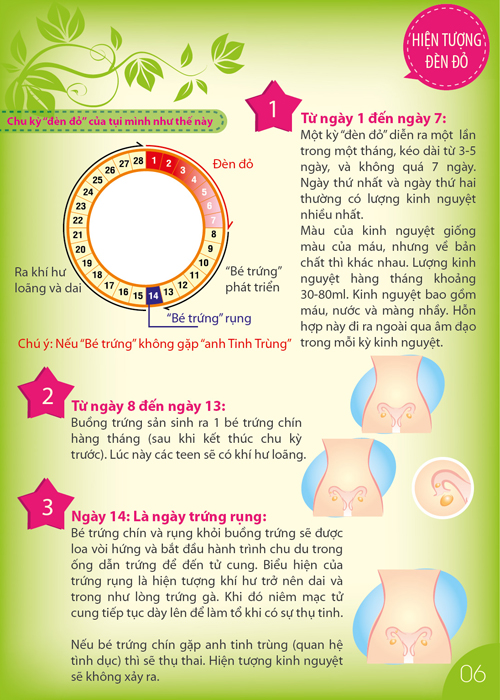 HIỆN TƯỢNG
ĐÈN ĐỎ
Chu kỳ “đèn đỏ” của tụi mình như thế này
1
2
3
4
5
6
7
8
9
10
11
12
13
14
15
16
17
18
19
20
21
22
23
24
25
26
27
28
Đèn đỏ
“Bé trứng”
phát triển
“Bé trứng” rụng
Ra khí hư
loãng và dai
Chú ý: Nếu “Bé trứng” không gặp “anh Tinh Trùng”
1
Từ ngày 1 đến ngày 7:
Một kỳ “đèn dỏ” diễn ra một lần
trong một tháng, kéo dài từ 3-5
ngày, và không quá 7 ngày.
Ngày thứ nhất và ngày thứ hai
thường có lượng kinh nguyệt
nhiều nhất.
Màu của kinh nguyệt giống
màu của máu, nhưng về bản
chất thì khác nhau. Lượng kinh
nguyệt hàng tháng khoảng
30-80ml. Kinh nguyệt bao gồm
máu, nước và màng nhầy. Hỗn
hợp này đi ra ngoài qua âm đạo
trong mỗi kỳ kinh nguyệt.
2
Từ ngày 8 đến ngày 13:
Buồng trứng sản sinh ra 1 bé trứng chín
hàng tháng (sau khi kết thúc chu kỳ
trước). Lúc này các teen sẽ có khí hư loãng.
3
Ngày 14: Là ngày trứng rụng:
Bé trứng chín và rụng khỏi buồng trứng sẽ được
loa vòi hứng và bắt đầu hành trình chu du trong
ống dẫn trứng để đến tử cung. Biểu hiện của
trứng rụng là hiện tượng khí hư trở nên dai và
trong như lòng trứng gà. Khi đó niêm mạc tử
cung tiếp tục dày lên để làm tổ khi có sự thụ tinh.
Nếu bé trứng chín gặp anh tinh trùng (quan hệ
tình dục) thì sẽ thụ thai. Hiện tượng kinh nguyệt
sẽ không xảy ra.
06